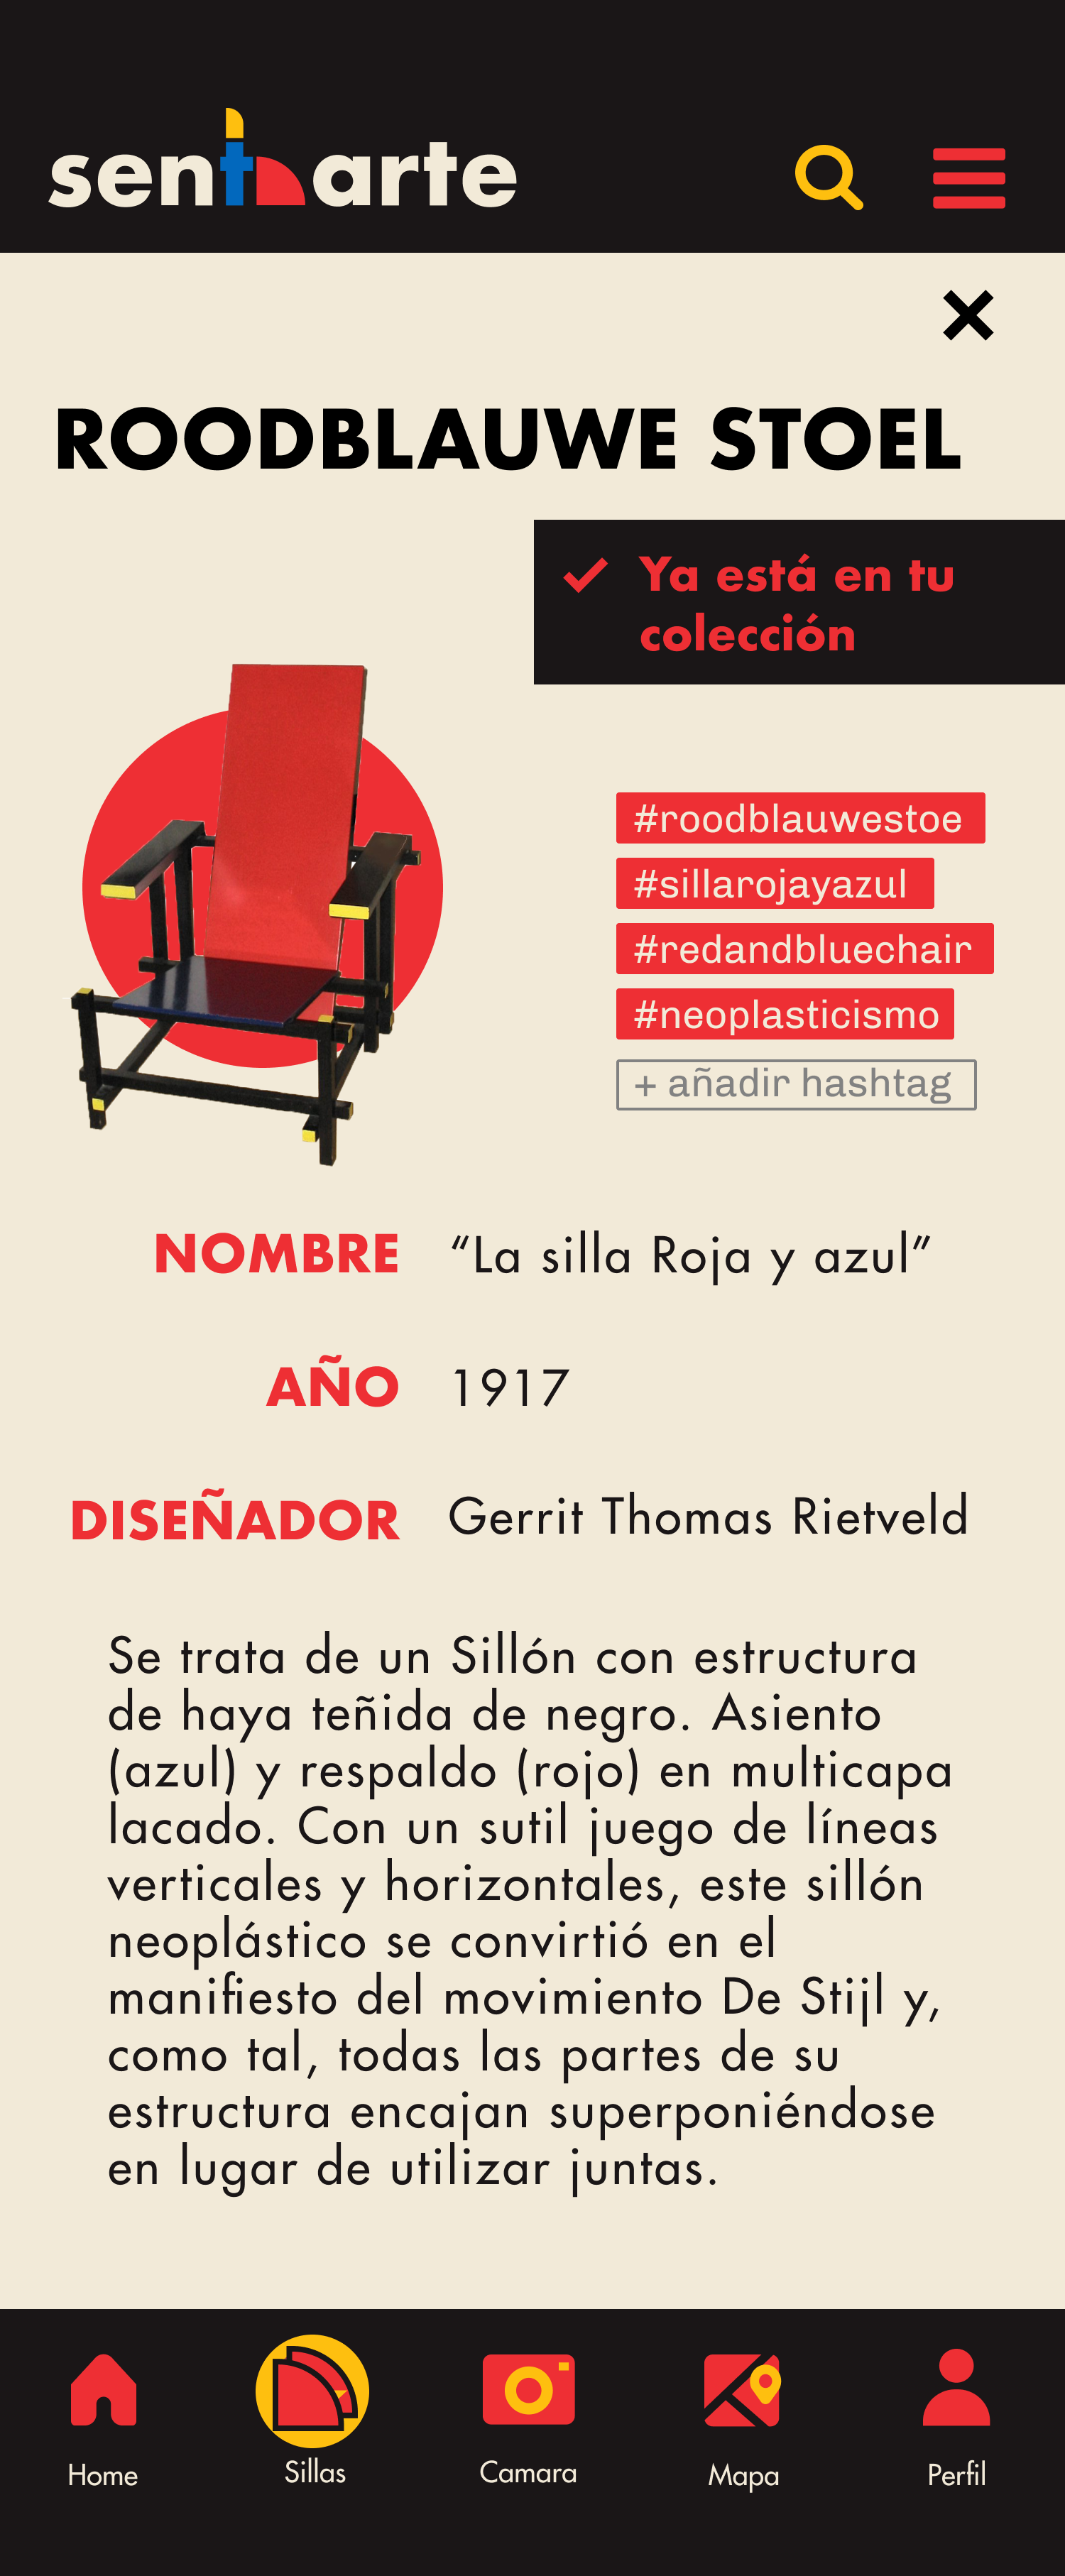 sentarte
ROODBLAUWE STOEL
Ya está en tu
colección
#roodblauwestoe
#sillarojayazul
#redandbluechair
#neoplasticismo
+ añadir hashtag
NOMBRE “La silla Roja y azul”
AÑO 1917
DISEÑADOR Gerrit Thomas Rietveld
Se trata de un Sillón con estructura
de haya teñida de negro. Asiento
(azul) y respaldo (rojo) en multicapa
lacado. Con un sutil juego de líneas
verticales y horizontales, este sillón
neoplástico se convirtió en el
manifiesto del movimiento De Stijl y,
como tal, todas las partes de su
estructura encajan superponiéndose
en lugar de utilizar juntas.
Home Sillas Camara Mapa Perfil